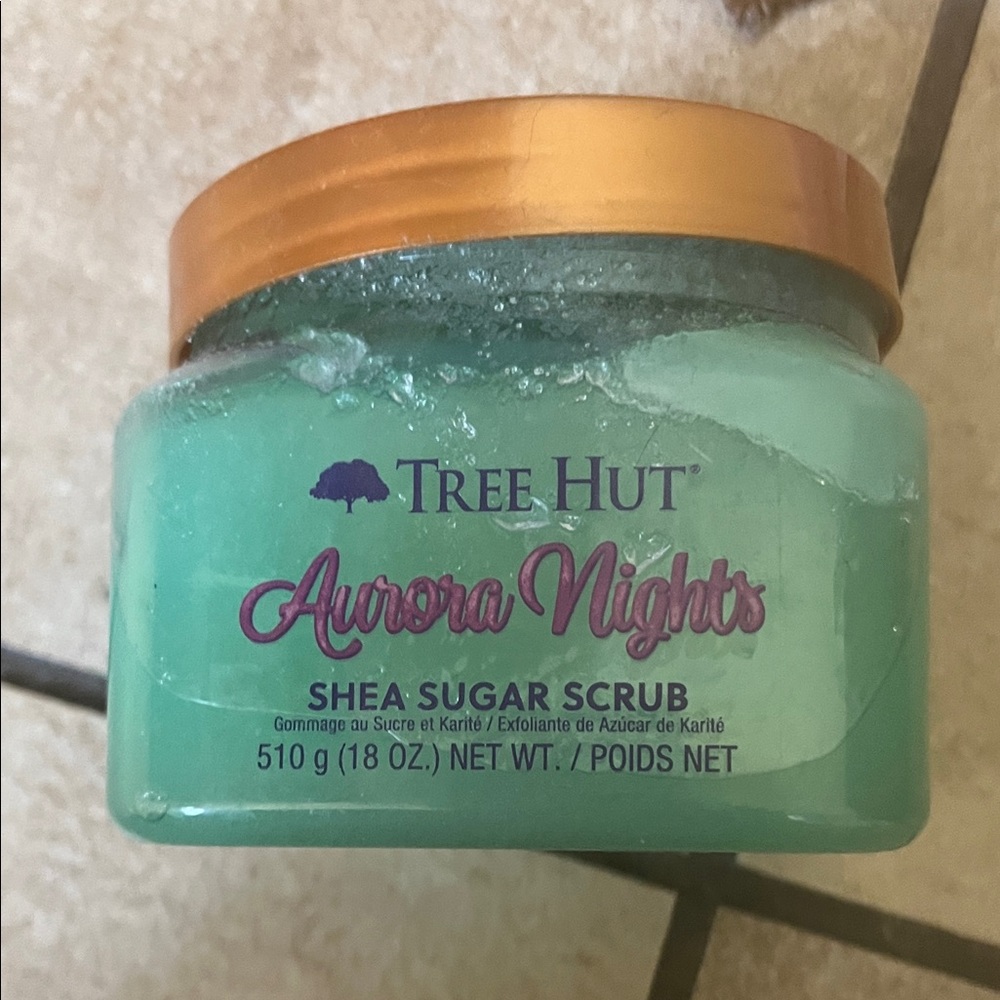 TREE HUT®
Aurora Nights
SHEA SUGAR SCRUB
Gommage au Sucre et Karité / Exfoliante de Azúcar de Karité
510 g (18 OZ.) NET WT. / POIDS NET